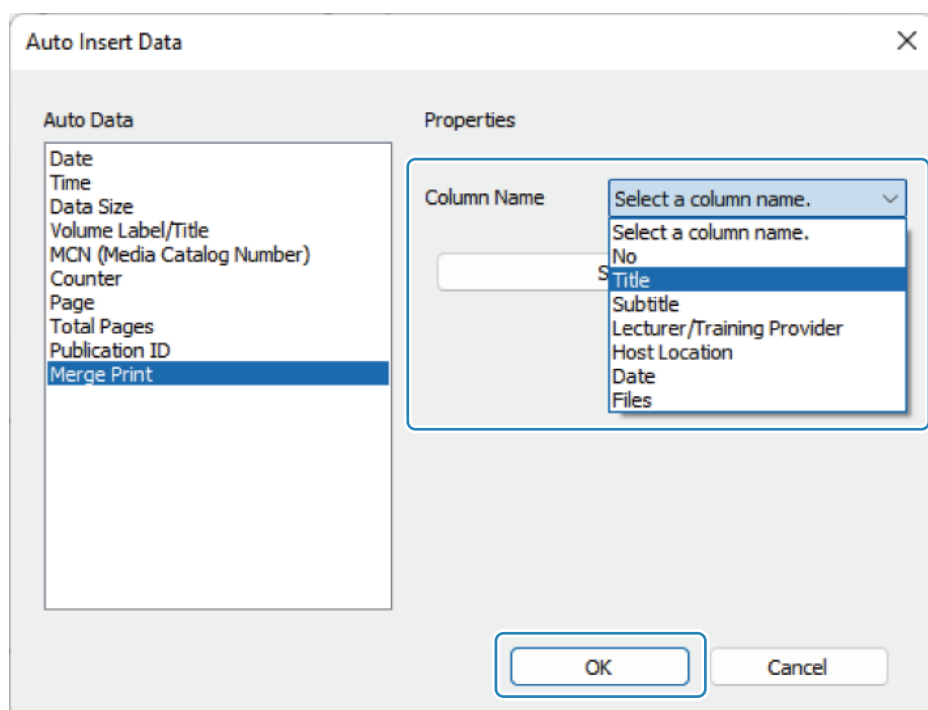 Auto Insert Data
Auto Data
Date
Time
Data Size
Volume Label/Title
MCN (Media Catalog Number)
Counter
Page
Total Pages
Publication ID
Merge Print
Properties
Column Name
Select a column name.
Select a column name.
No
Title
Subtitle
Lecturer/Training Provider
Host Location
Date
Files
OK
Cancel